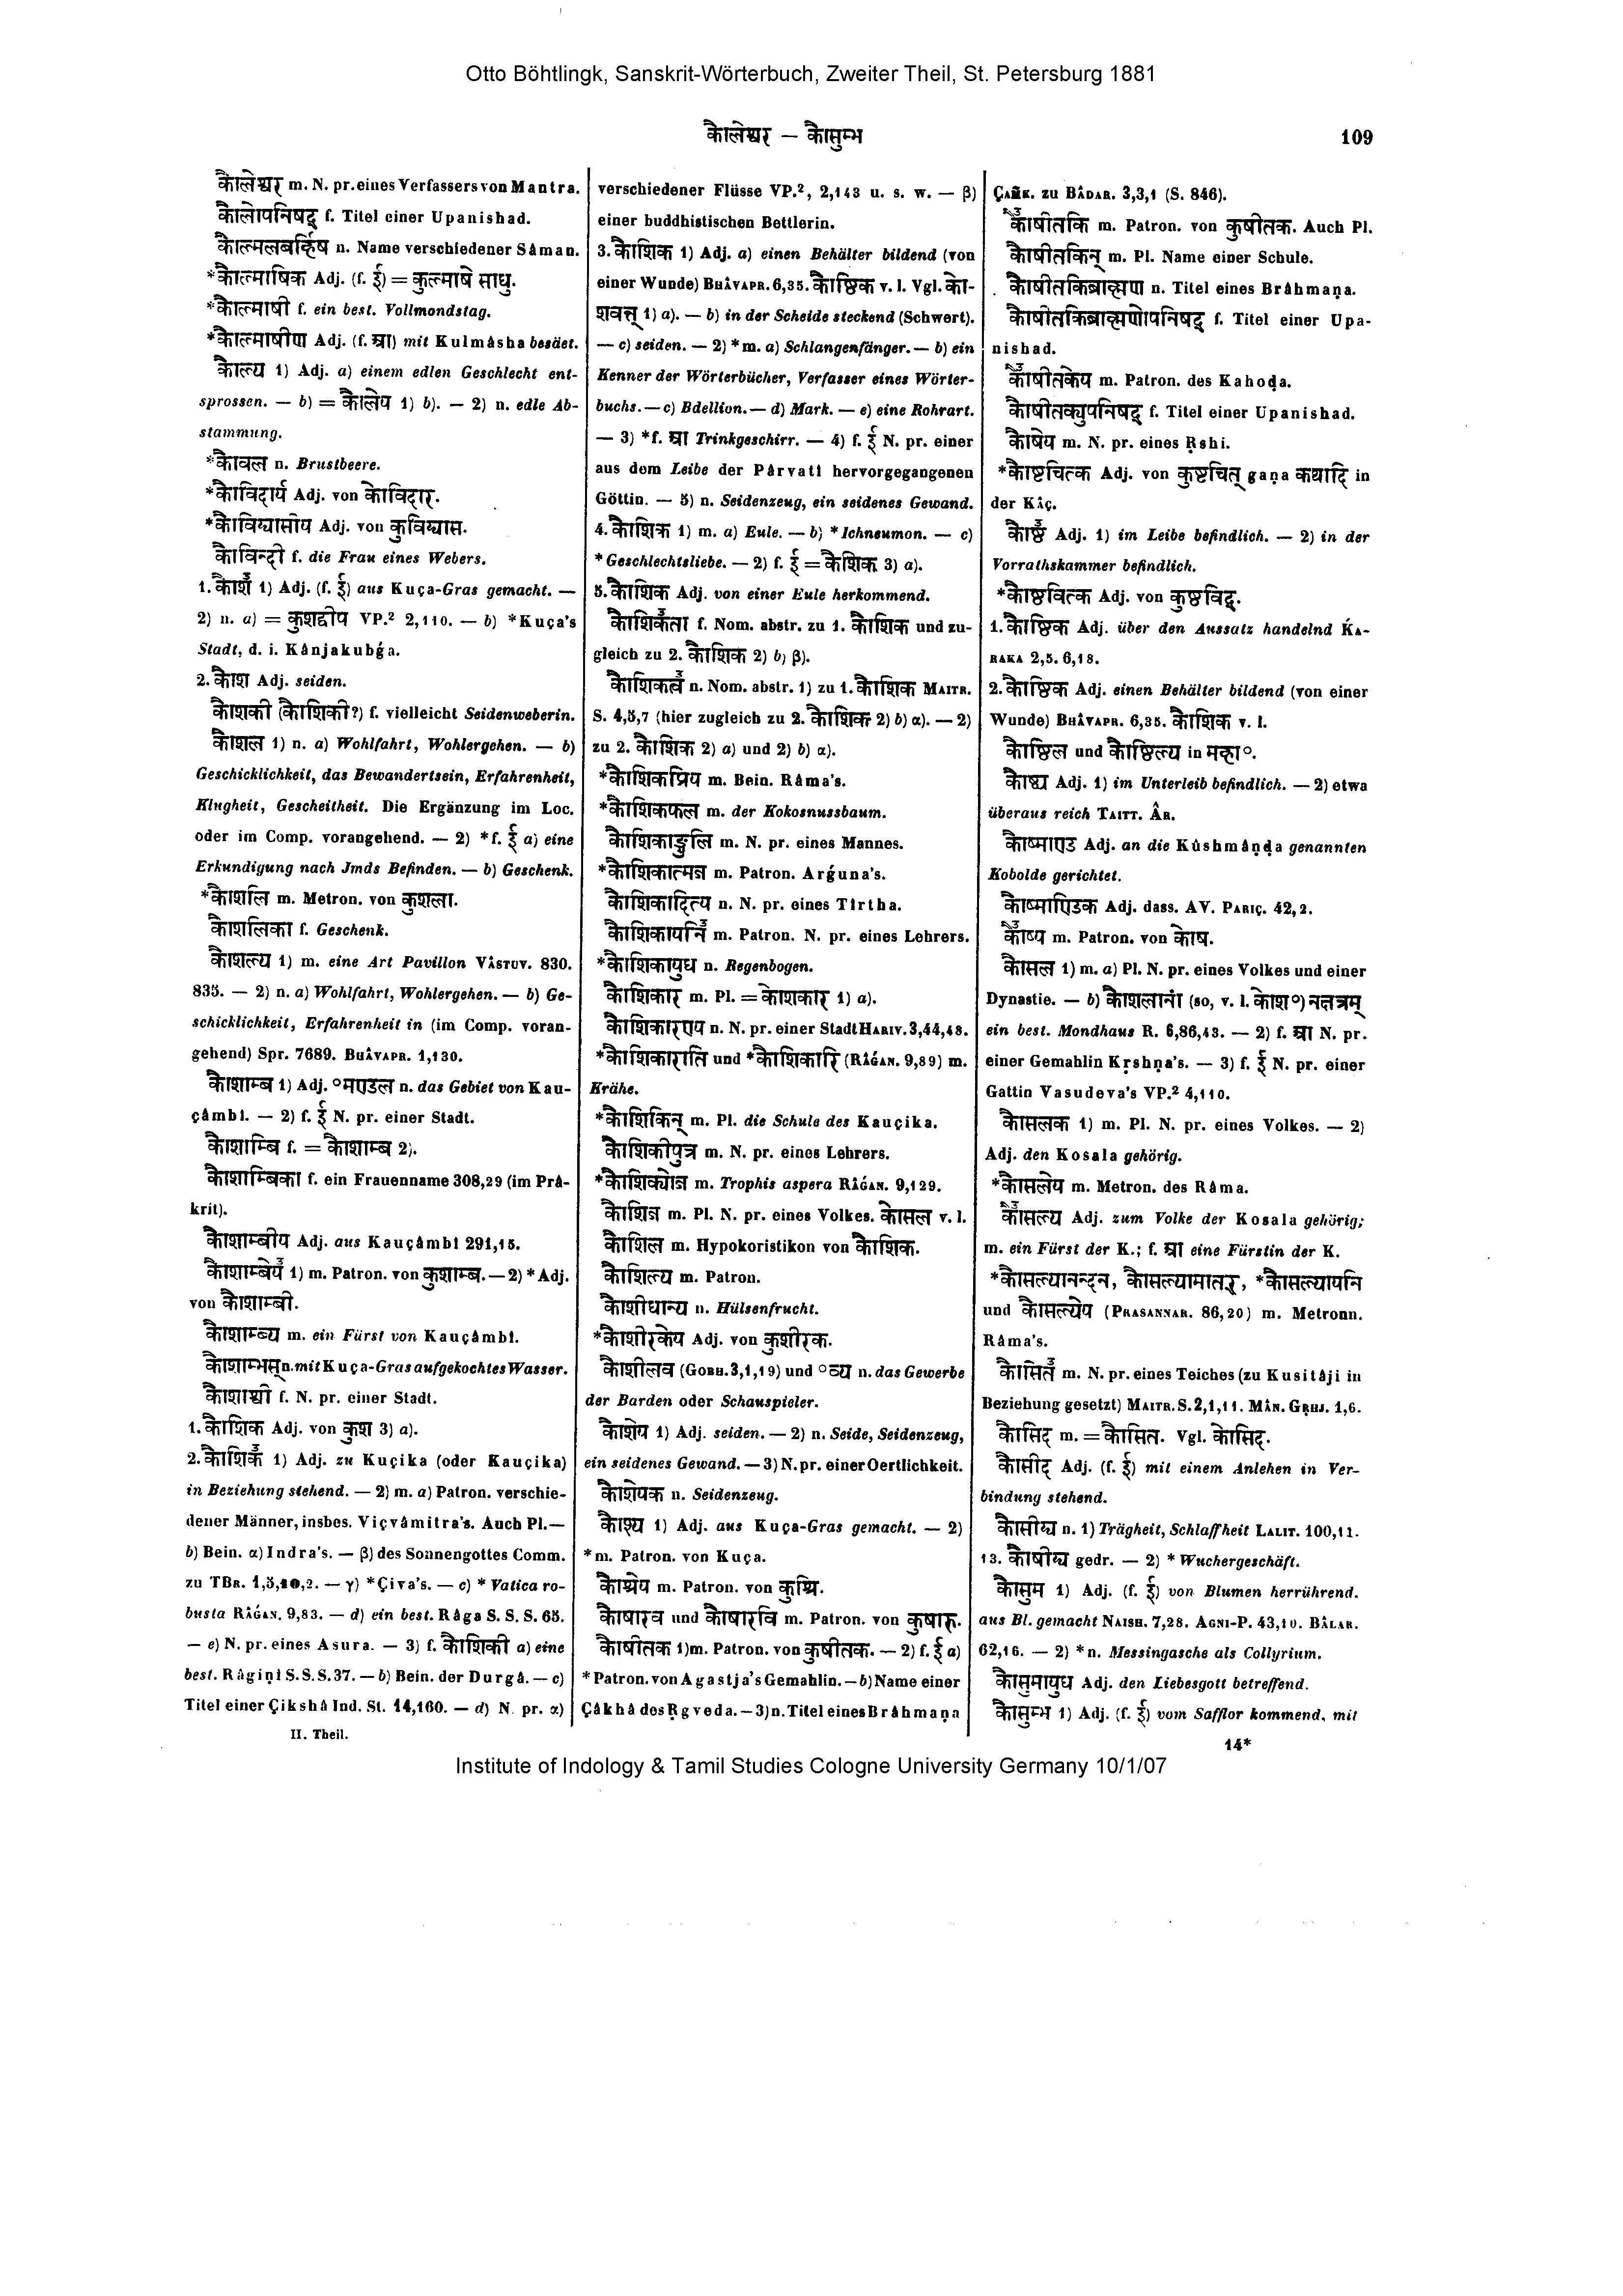 Otto Böhtlingk, Sanskrit-Wörterbuch, Zweiter Theil, St. Petersburg 1881
कौलेश्वर – कौसुम्भ
109
कौलेश्वर m. N. pr. eines Verfassers von Mantra.
कौलोपनिषद् f. Titel einer Upanishad.
कौल्मलबर्हिष n. Name verschiedener Sâman.
*कौल्माषिक Adj. (f. ई) = कुल्माषे साधु.
*कौल्माषी f. ein best. Vollmondstag.
*कौल्माषीण Adj. (f. आ) mit Kulmâsha besäet.
कौल्य 1) Adj. a) einem edlen Geschlecht ent-
sprossen. — b) = कौलेय 1) b). — 2) n. edle Ab-
stammung.
*कौवल n. Brustbeere.
*कौविदार्य Adj. von कोविदार.
*कौविद्यासीय Adj. von कुविद्यास.
कौविन्दी f. die Frau eines Webers.
1. कौशँ 1) Adj. (f. ई) aus Kuça-Gras gemacht. —
2) n. a) = कुशद्वीप VP.² 2,110. — b) *Kuça's
Stadt, d. i. Kânjakubǵa.
2. कौश Adj. seiden.
कौशकी (कौशिकी?) f. vielleicht Seidenweberin.
कौशल 1) n. a) Wohlfahrt, Wohlergehen. — b)
Geschicklichkeit, das Bewandertsein, Erfahrenheit,
Klugheit, Gescheitheit. Die Ergänzung im Loc.
oder im Comp. vorangehend. — 2) *f. ई a) eine
Erkundigung nach Jmds Befinden. — b) Geschenk.
*कौशलि m. Metron. von कुशला.
कौशलिका f. Geschenk.
कौशल्य 1) m. eine Art Pavillon Vâstuv. 830.
835. — 2) n. a) Wohlfahrt, Wohlergehen. — b) Ge-
schicklichkeit, Erfahrenheit in (im Comp. voran-
gehend) Spr. 7689. Bhâvapr. 1,130.
कौशाम्ब 1) Adj. ०मण्डल n. das Gebiet von Kau-
çâmbî. — 2) f. ई N. pr. einer Stadt.
कौशाम्बि f. = कौशाम्ब 2).
कौशाम्बिका f. ein Frauenname 308,29 (im Prâ-
krit).
कौशाम्बीय Adj. aus Kauçâmbî 291,15.
कौशाम्बेयँ 1) m. Patron. von कुशाम्ब. — 2) *Adj.
von कौशाम्बी.
कौशाम्ब्य m. ein Fürst von Kauçâmbî.
कौशाम्भस् n. mit Kuça-Gras aufgekochtes Wasser.
कौशाश्वी f. N. pr. einer Stadt.
1. कौशिक Adj. von कुश 3) a).
2. कौशिकँ 1) Adj. zu Kuçika (oder Kauçika)
in Beziehung stehend. — 2) m. a) Patron. verschie-
dener Männer, insbes. Viçvâmitra's. Auch Pl.—
b) Bein. α) Indra's. — β) des Sonnengottes Comm.
zu TBr. 1,5,10,2. — γ) *Çiva's. — c) *Vatica ro-
busta Râǵan. 9,83. — d) ein best. Râga S. S. S. 65.
— e) N. pr. eines Asura. — 3) f. कौशिकी a) eine
best. Râgiṇî S.S.S.37. — b) Bein. der Durgâ. — c)
Titel einer Çikshâ Ind. St. 14,160. — d) N. pr. α)
II. Theil.
verschiedener Flüsse VP.², 2,143 u. s. w. — β)
einer buddhistischen Bettlerin.
3. कौशिक 1) Adj. a) einen Behälter bildend (von
einer Wunde) Bhâvapr. 6,35. कौष्ठिक v. l. Vgl. को-
शवत् 1) a). — b) in der Scheide steckend (Schwert).
— c) seiden. — 2) *m. a) Schlangenfänger. — b) ein
Kenner der Wörterbücher, Verfasser eines Wörter-
buchs. — c) Bdellion. — d) Mark. — e) eine Rohrart.
— 3) *f. आ Trinkgeschirr. — 4) f. ई N. pr. einer
aus dem Leibe der Pârvatî hervorgegangenen
Göttin. — 5) n. Seidenzeug, ein seidenes Gewand.
4. कौशिक 1) m. a) Eule. — b) *Ichneumon. — c)
*Geschlechtsliebe. — 2) f. ई = कैशिक 3) a).
5. कौशिक Adj. von einer Eule herkommend.
कौशिकँता f. Nom. abstr. zu 1. कौशिक und zu-
gleich zu 2. कौशिक 2) b) β).
कौशिकत्वँ n. Nom. abstr. 1) zu 1. कौशिक Maitr.
S. 4,5,7 (hier zugleich zu 2. कौशिक 2) b) α). — 2)
zu 2. कौशिक 2) a) und 2) b) α).
*कौशिकप्रिय m. Bein. Râma's.
*कौशिकफल m. der Kokosnussbaum.
कौशिकाङ्गुलि m. N. pr. eines Mannes.
*कौशिकात्मज m. Patron. Arǵuna's.
कौशिकादित्य n. N. pr. eines Tîrtha.
कौशिकायनिँ m. Patron. N. pr. eines Lehrers.
*कौशिकायुध n. Regenbogen.
कौशिकार m. Pl. = कोशकार 1) a).
कौशिकारण्य n. N. pr. einer Stadt Hariv. 3,44,48.
*कौशिकाराति und *कौशिकारि (Râǵan. 9,89) m.
Krähe.
*कौशिकिन् m. Pl. die Schule des Kauçika.
कौशिकीपुत्र m. N. pr. eines Lehrers.
*कौशिक्योज m. Trophis aspera Râǵan. 9,129.
कौशिज m. Pl. N. pr. eines Volkes. कोसल v. l.
कौशिल m. Hypokoristikon von कौशिक.
कौशिल्य m. Patron.
कौशीधान्य n. Hülsenfrucht.
*कौशीरकेय Adj. von कुशीरक.
कौशीलव (Gobh. 3,1,19) und ०व्य n. das Gewerbe
der Barden oder Schauspieler.
कौशेय 1) Adj. seiden. — 2) n. Seide, Seidenzeug,
ein seidenes Gewand. — 3) N. pr. einer Oertlichkeit.
कौशेयक n. Seidenzeug.
कौश्य 1) Adj. aus Kuça-Gras gemacht. — 2)
*m. Patron. von Kuça.
कौश्रेय m. Patron. von कुश्रि.
कौषारव und कौषारवि m. Patron. von कुषारु.
कौषीतक 1) m. Patron. von कुषीतक. — 2) f. ई a)
*Patron. von Agastja's Gemahlin. — b) Name einer
Çâkhâ des Ṛgveda. — 3) n. Titel eines Brâhmaṇa
Çaṁk. zu Bâdar. 3,3,1 (S. 846).
कौँषीतकि m. Patron. von कुषीतक. Auch Pl.
कौषीतकिन् m. Pl. Name einer Schule.
कौषीतकिब्राह्मण n. Titel eines Brâhmaṇa.
कौषीतकिब्राह्मणोपनिषद् f. Titel einer Upa-
nishad.
कौँषीतकेय m. Patron. des Kahoḍa.
कौषीतक्युपनिषद् f. Titel einer Upanishad.
कौषेय m. N. pr. eines Ṛshi.
*कौष्टचित्क Adj. von कुष्टचित् gaṇa कथादि in
der Kâç.
कौष्ठँ Adj. 1) im Leibe befindlich. — 2) in der
Vorrathskammer befindlich.
*कौष्ठवित्क Adj. von कुष्ठविद्.
1. कौष्ठिक Adj. über den Aussatz handelnd Ḱa-
raka 2,5. 6,18.
2. कौष्ठिक Adj. einen Behälter bildend (von einer
Wunde) Bhâvapr. 6,35. कौशिक v. l.
कौष्ठिल und कौष्ठिल्य in महा०.
कौष्ठ्य Adj. 1) im Unterleib befindlich. — 2) etwa
überaus reich Taitt. Âr.
कौष्माण्ड Adj. an die Kûshmâṇḍa genannten
Kobolde gerichtet.
कौष्माण्डिक Adj. dass. AV. Pariç. 42,2.
कौँष्य m. Patron. von कोष.
कौसल 1) m. a) Pl. N. pr. eines Volkes und einer
Dynastie. — b) कौशलानां (so, v. l. कोश०) नक्षत्रम्
ein best. Mondhaus R. 6,86,43. — 2) f. आ N. pr.
einer Gemahlin Kṛshṇa's. — 3) f. ई N. pr. einer
Gattin Vasudeva's VP.² 4,110.
कौसलक 1) m. Pl. N. pr. eines Volkes. — 2)
Adj. den Kosala gehörig.
*कौसलेय m. Metron. des Râma.
कौँसल्य Adj. zum Volke der Kosala gehörig;
m. ein Fürst der K.; f. आ eine Fürstin der K.
*कौसल्यानन्दन, कौसल्यामातर्, *कौसल्यायनि
und कौसल्येय (Prasannar. 86,20) m. Metronn.
Râma's.
कौसितँ m. N. pr. eines Teiches (zu Kusitâji in
Beziehung gesetzt) Maitr. S. 2,1,11. Mân. Gṛhj. 1,6.
कौसिद m. = कौसित. Vgl. कोसिद.
कौसीद Adj. (f. ई) mit einem Anlehen in Ver-
bindung stehend.
कौसीद्य n. 1) Trägheit, Schlaffheit Lalit. 100,11.
13. कौषीद्य gedr. — 2) *Wuchergeschäft.
कौसुम 1) Adj. (f. ई) von Blumen herrührend.
aus Bl. gemacht Naish. 7,28. Agni-P. 43,10. Bâlar.
62,16. — 2) *n. Messingasche als Collyrium.
कौसुमायुध Adj. den Liebesgott betreffend.
कौसुम्भ 1) Adj. (f. ई) vom Safflor kommend, mit
14*
Institute of Indology & Tamil Studies Cologne University Germany 10/1/07